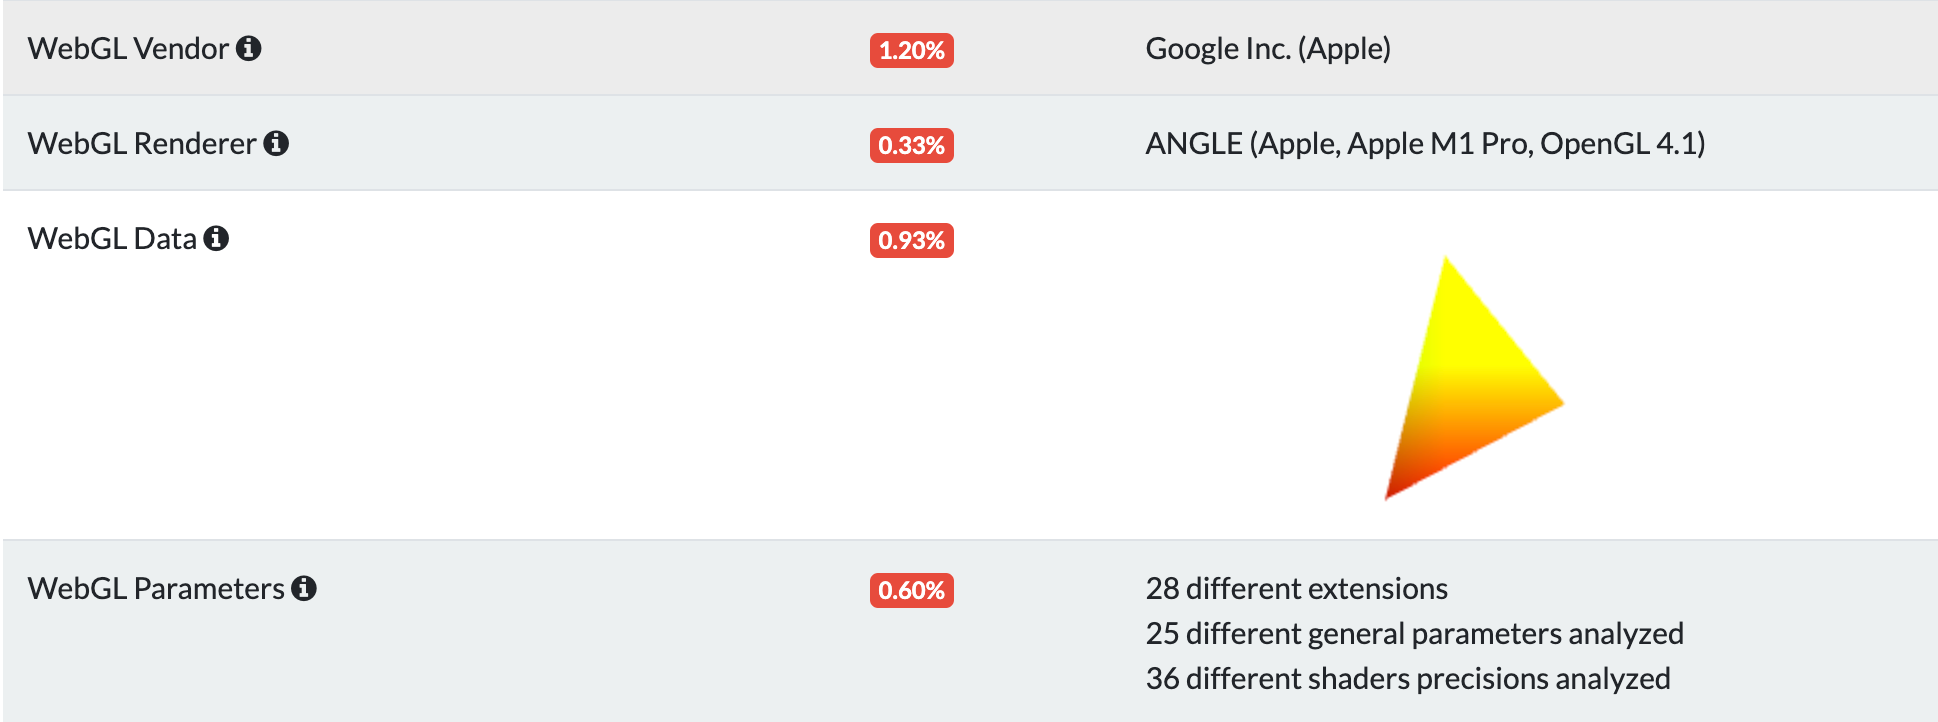 WebGL Vendor 1.20% Google Inc. (Apple)
WebGL Renderer 0.33% ANGLE (Apple, Apple M1 Pro, OpenGL 4.1)
WebGL Data 0.93%
WebGL Parameters 0.60% 28 different extensions
25 different general parameters analyzed
36 different shaders precisions analyzed